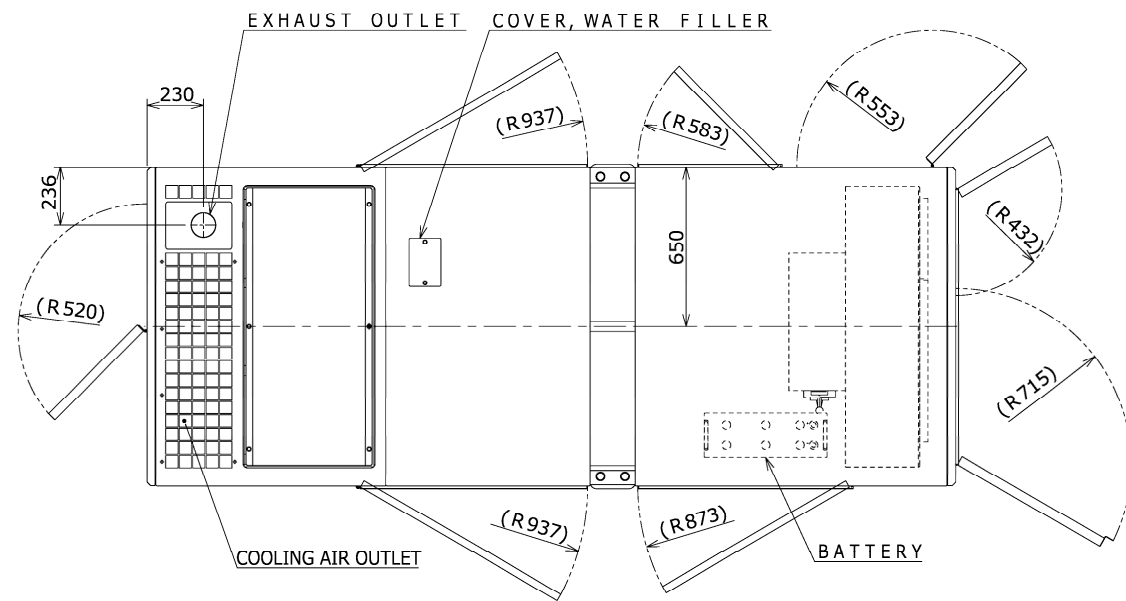 EXHAUST OUTLET
COVER, WATER FILLER
230
(R937)
(R583)
(R553)
236
650
(R432)
(R520)
(R715)
(R937)
(R873)
COOLING AIR OUTLET
BATTERY